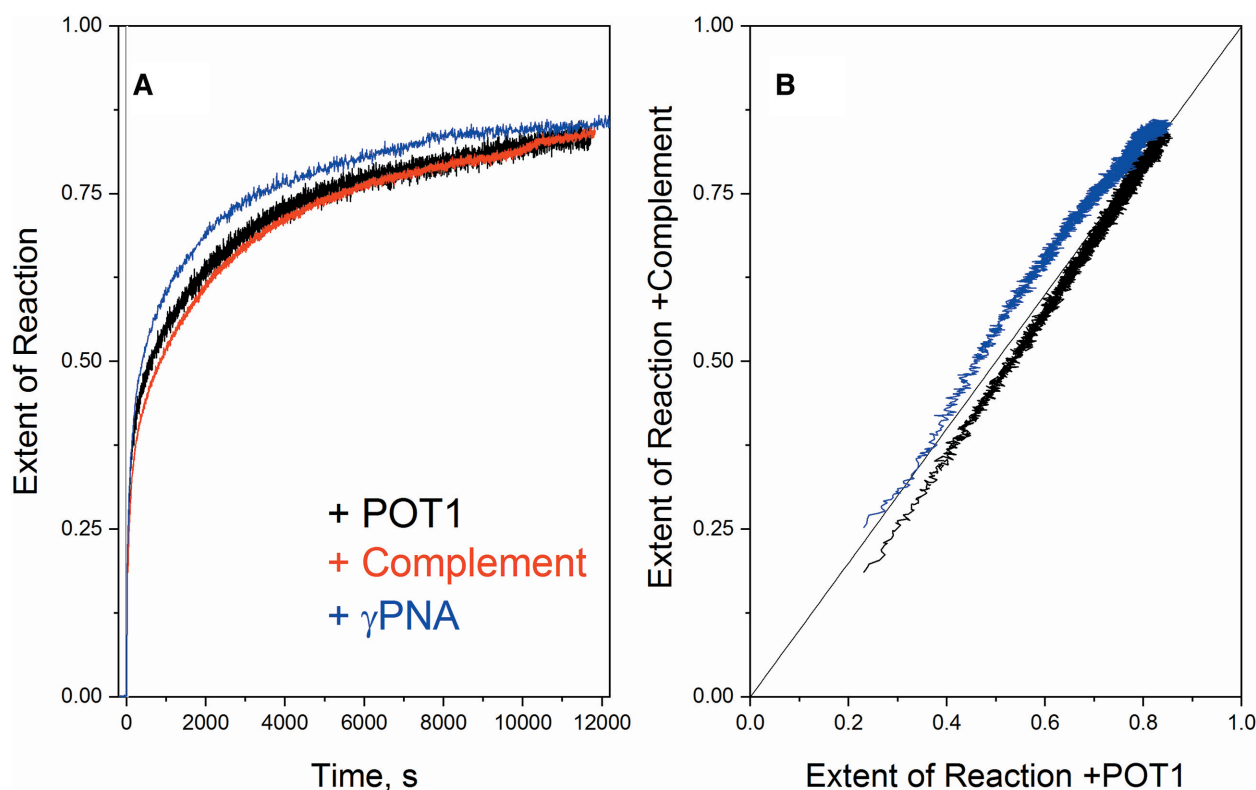 A
Extent of Reaction
1.00
0.75
0.50
0.25
0.00
+ POT1
+ Complement
+ γPNA
0 2000 4000 6000 8000 10000 12000
Time, s
B
Extent of Reaction +Complement
1.00
0.75
0.50
0.25
0.00
0.0 0.2 0.4 0.6 0.8 1.0
Extent of Reaction +POT1